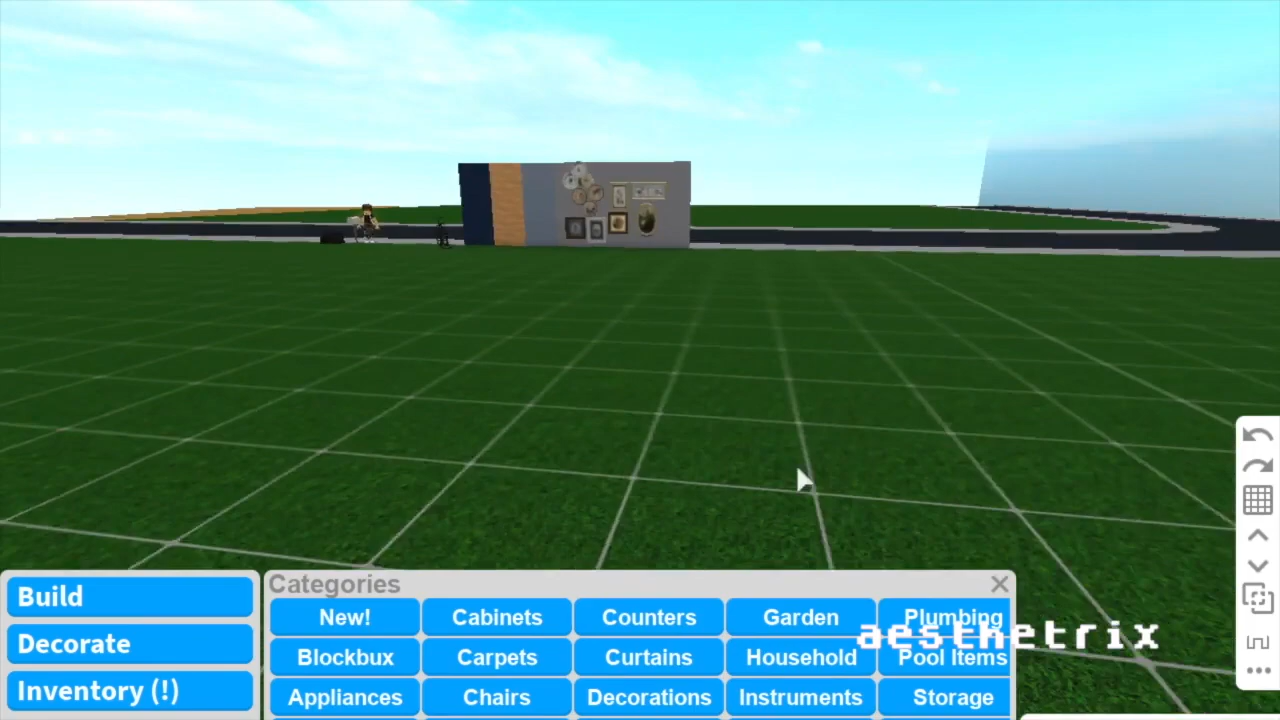 Categories
Build
New!
Cabinets
Counters
Garden
Plumbing
Decorate
aesthetrix
Blockbux
Carpets
Curtains
Household
Pool Items
Inventory (!)
Appliances
Chairs
Decorations
Instruments
Storage